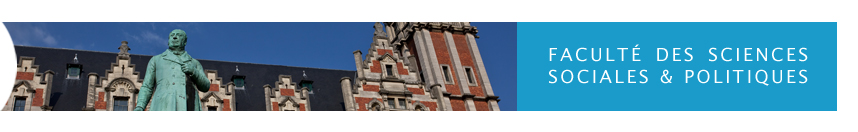 FACULTÉ DES SCIENCES
SOCIALES & POLITIQUES